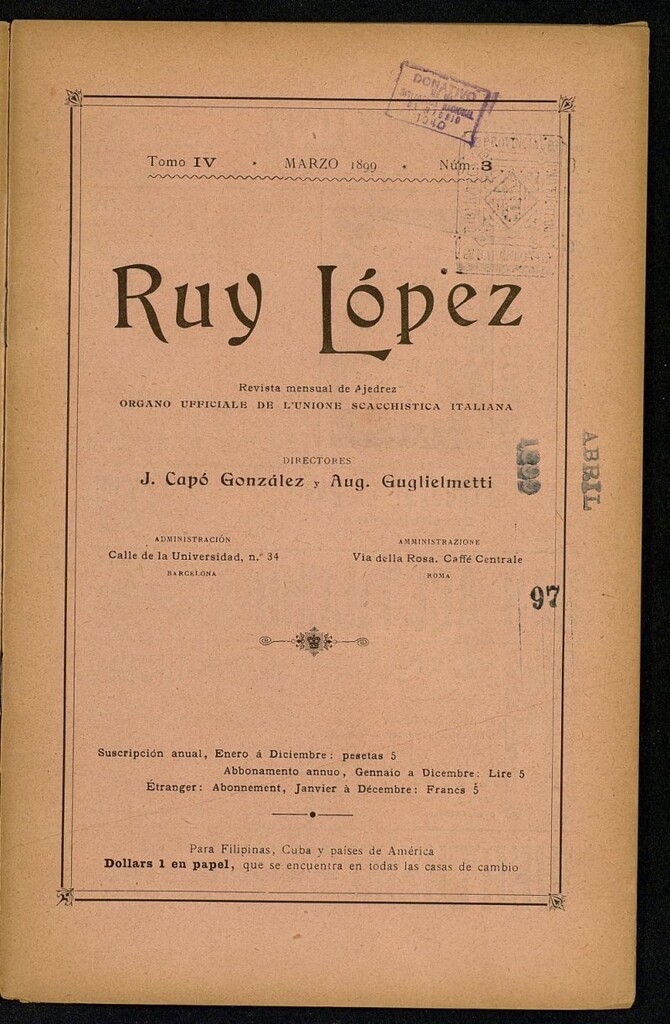 DONATIVO
1940
Tomo IV • MARZO 1899 • Núm. 3
Ruy López
Revista mensual de Ajedrez
ORGANO UFFICIALE DE L'UNIONE SCACCHISTICA ITALIANA
DIRECTORES
J. Capó González y Aug. Guglielmetti
1899
ABRIL
ADMINISTRACIÓN
Calle de la Universidad, n.º 34
BARCELONA
AMMINISTRAZIONE
Via della Rosa. Caffé Centrale
ROMA
97
Suscripción anual, Enero á Diciembre: pesetas 5
Abbonamento annuo, Gennaio a Dicembre: Lire 5
Étranger: Abonnement, Janvier à Décembre: Francs 5
Para Filipinas, Cuba y países de América
Dollars 1 en papel, que se encuentra en todas las casas de cambio